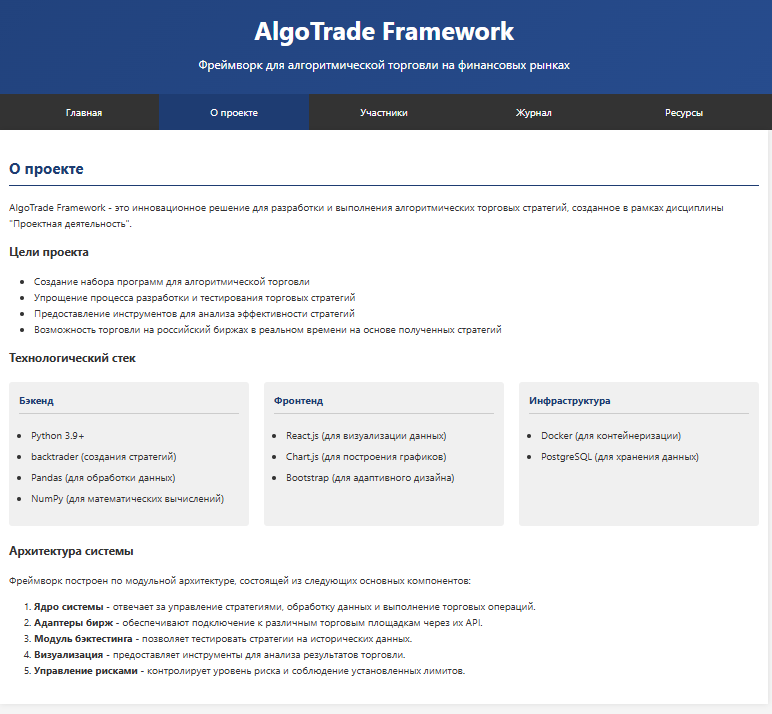 AlgoTrade Framework
Фреймворк для алгоритмической торговли на финансовых рынках
Главная
О проекте
Участники
Журнал
Ресурсы
О проекте
AlgoTrade Framework - это инновационное решение для разработки и выполнения алгоритмических торговых стратегий, созданное в рамках дисциплины
"Проектная деятельность".
Цели проекта
Создание набора программ для алгоритмической торговли
Упрощение процесса разработки и тестирования торговых стратегий
Предоставление инструментов для анализа эффективности стратегий
Возможность торговли на российский биржах в реальном времени на основе полученных стратегий
Технологический стек
Бэкенд
Python 3.9+
backtrader (создания стратегий)
Pandas (для обработки данных)
NumPy (для математических вычислений)
Фронтенд
React.js (для визуализации данных)
Chart.js (для построения графиков)
Bootstrap (для адаптивного дизайна)
Инфраструктура
Docker (для контейнеризации)
PostgreSQL (для хранения данных)
Архитектура системы
Фреймворк построен по модульной архитектуре, состоящей из следующих основных компонентов:
1. Ядро системы - отвечает за управление стратегиями, обработку данных и выполнение торговых операций.
2. Адаптеры бирж - обеспечивают подключение к различным торговым площадкам через их API.
3. Модуль бэктестинга - позволяет тестировать стратегии на исторических данных.
4. Визуализация - предоставляет инструменты для анализа результатов торговли.
5. Управление рисками - контролирует уровень риска и соблюдение установленных лимитов.